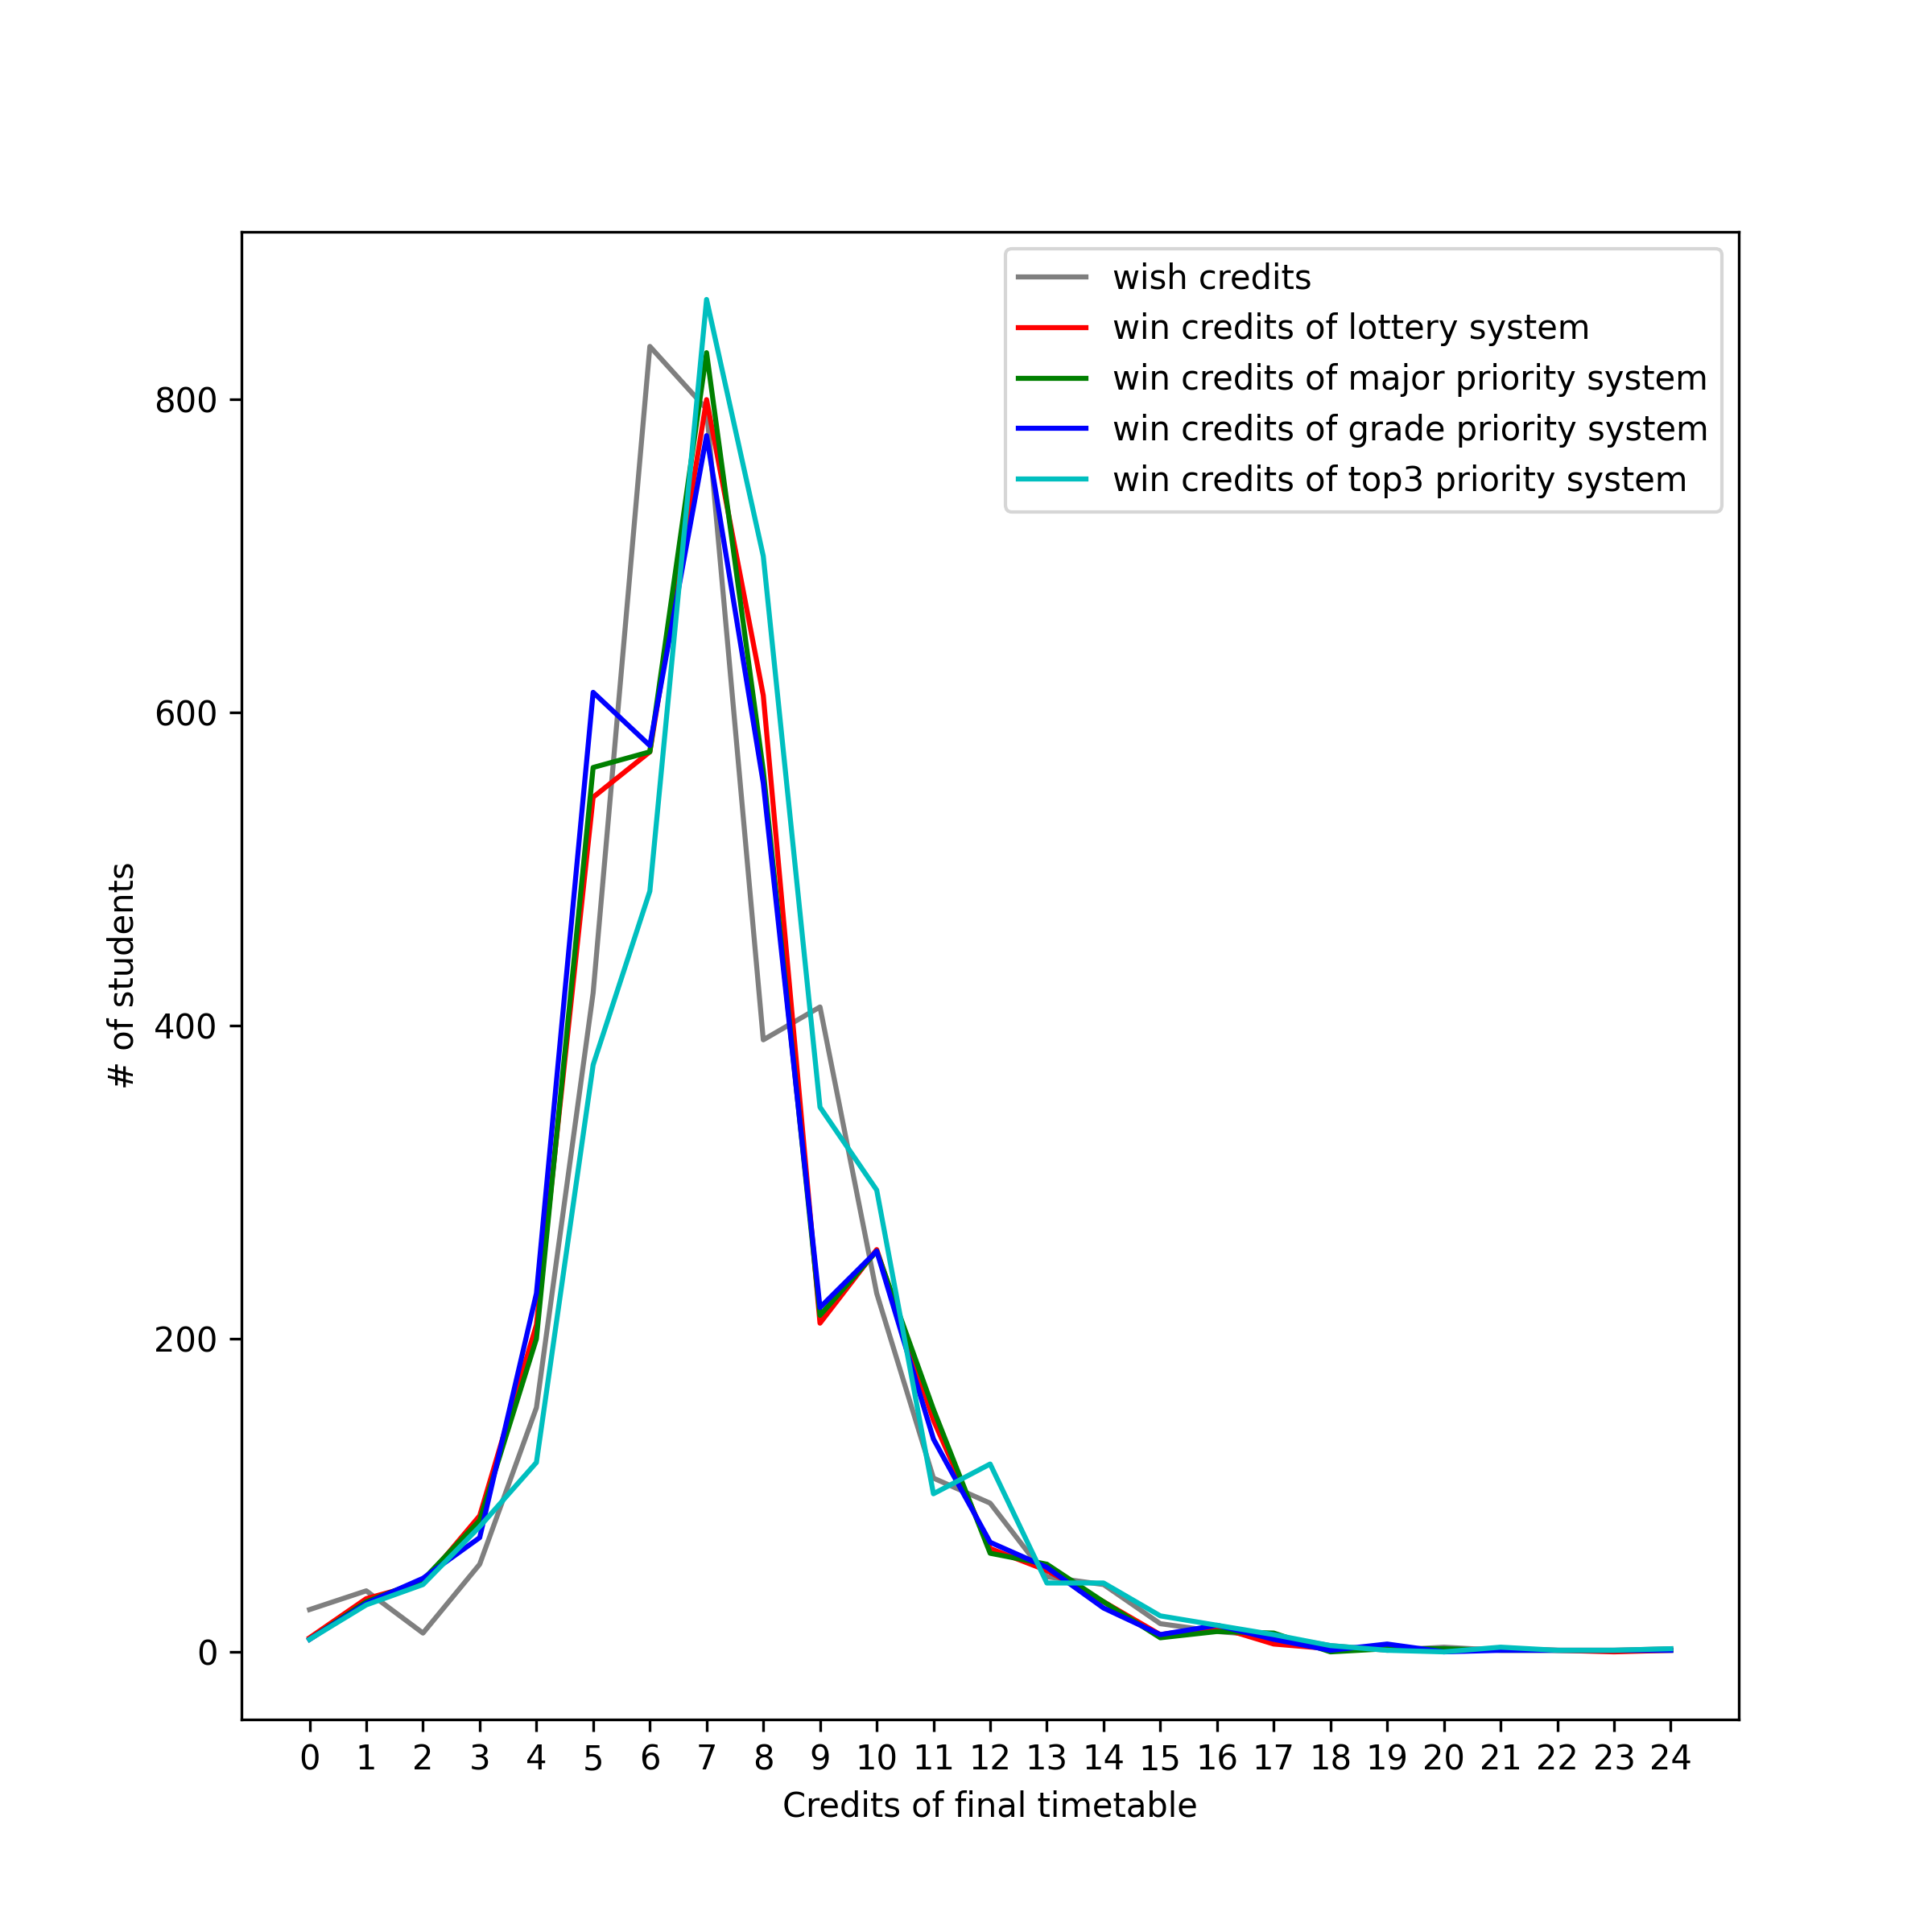 wish credits
win credits of lottery system
win credits of major priority system
win credits of grade priority system
win credits of top3 priority system
800
600
400
200
0
# of students
0 1 2 3 4 5 6 7 8 9 10 11 12 13 14 15 16 17 18 19 20 21 22 23 24
Credits of final timetable